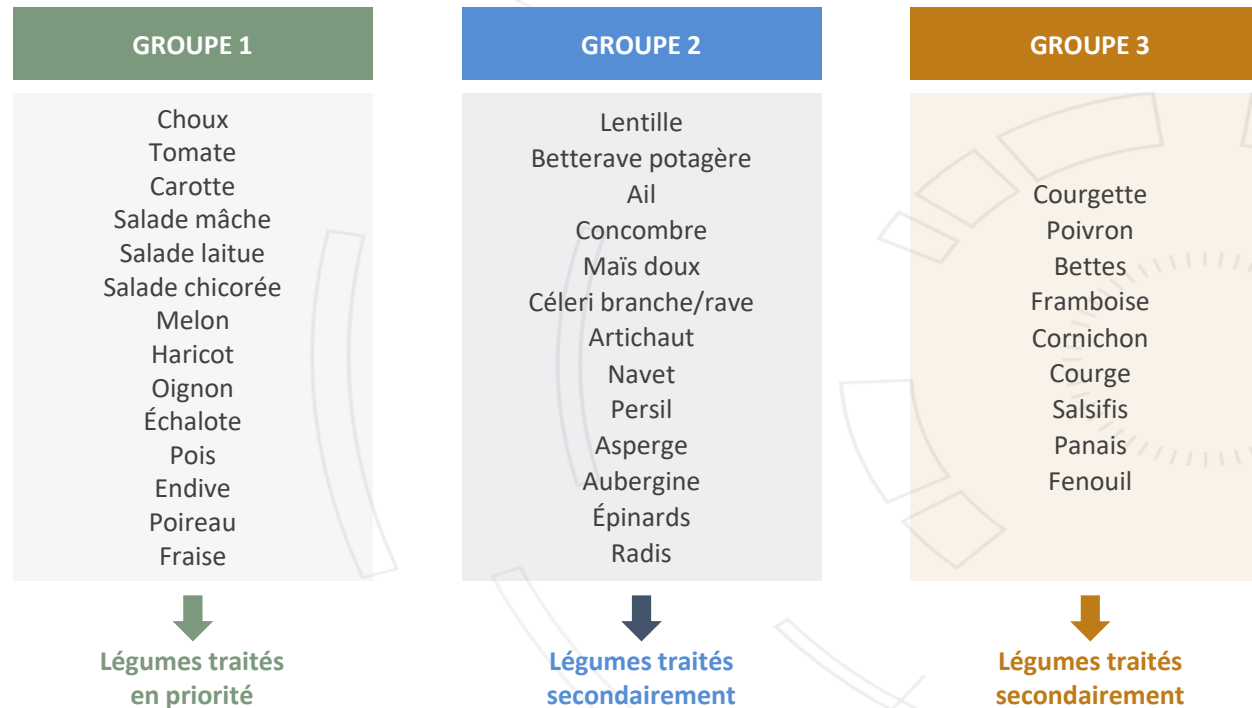 GROUPE 1
Choux
Tomate
Carotte
Salade mâche
Salade laitue
Salade chicorée
Melon
Haricot
Oignon
Échalote
Pois
Endive
Poireau
Fraise
Légumes traités
en priorité
GROUPE 2
Lentille
Betterave potagère
Ail
Concombre
Maïs doux
Céleri branche/rave
Artichaut
Navet
Persil
Asperge
Aubergine
Épinards
Radis
Légumes traités
secondairement
GROUPE 3
Courgette
Poivron
Bettes
Framboise
Cornichon
Courge
Salsifis
Panais
Fenouil
Légumes traités
secondairement